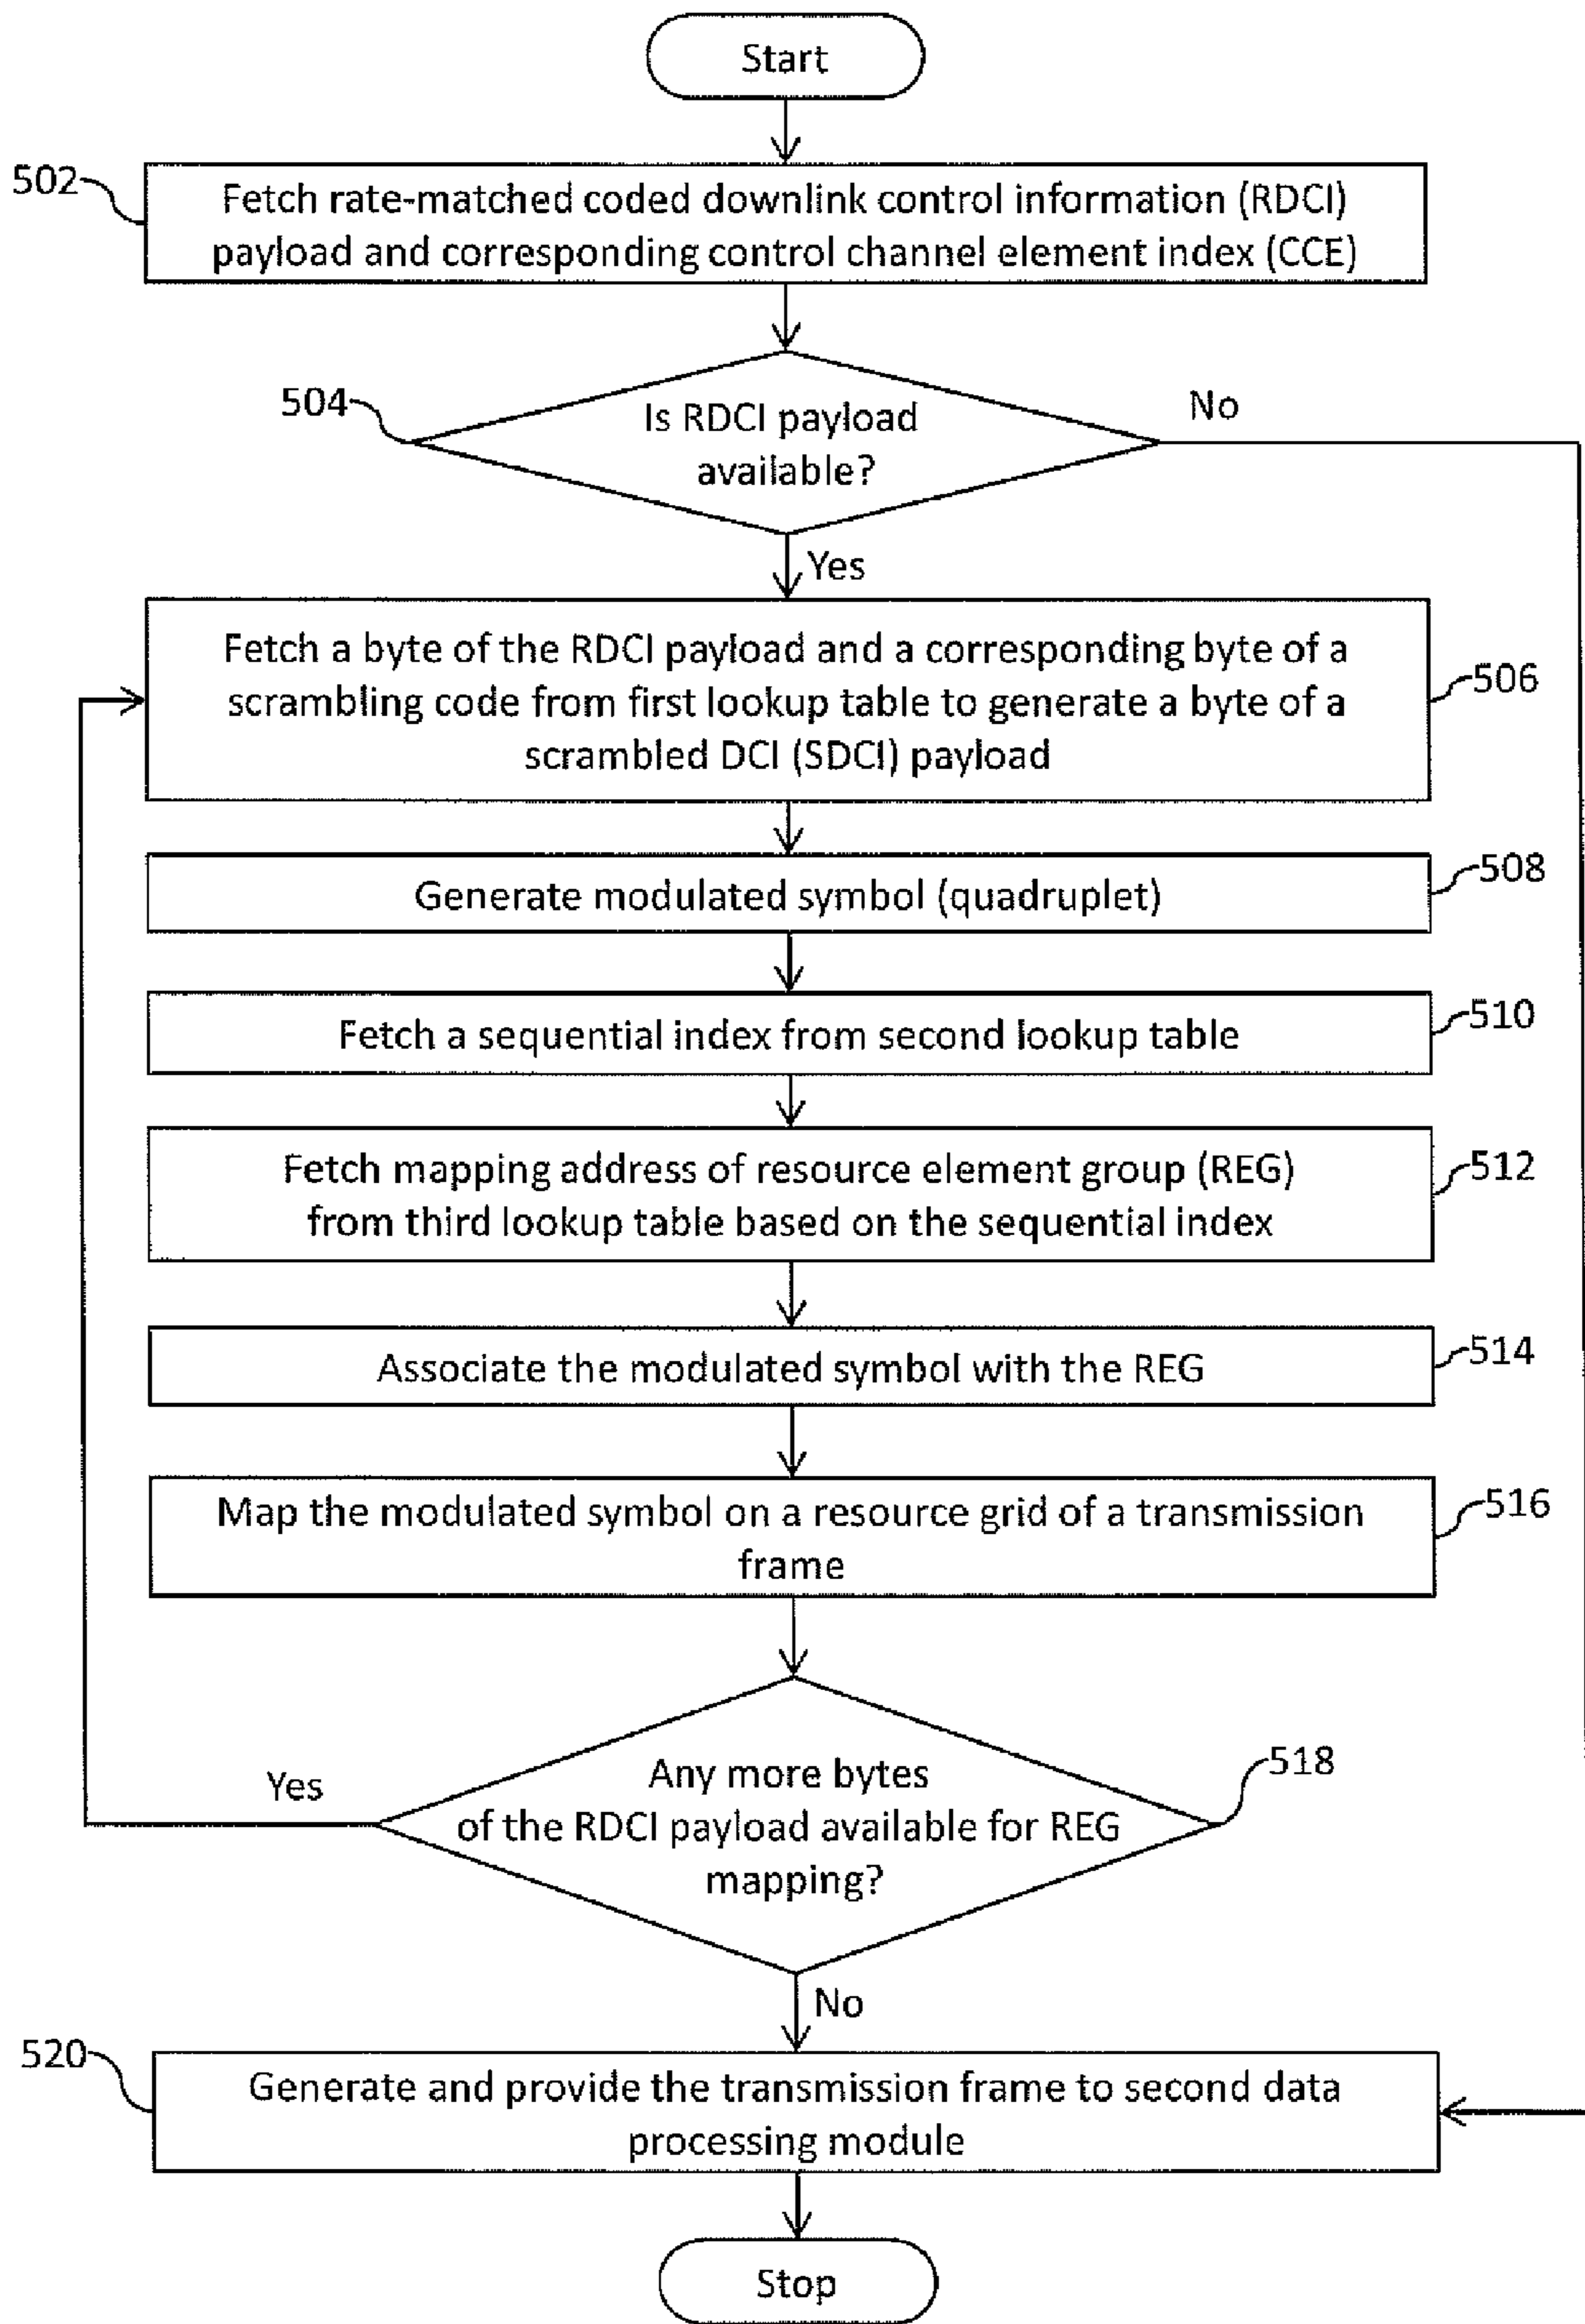 Start
502
Fetch rate-matched coded downlink control information (RDCI)
payload and corresponding control channel element index (CCE)
504
Is RDCI payload
available?
No
Yes
Fetch a byte of the RDCI payload and a corresponding byte of a
scrambling code from first lookup table to generate a byte of a
scrambled DCI (SDCI) payload
506
Generate modulated symbol (quadruplet)
508
Fetch a sequential index from second lookup table
510
Fetch mapping address of resource element group (REG)
from third lookup table based on the sequential index
512
Associate the modulated symbol with the REG
514
Map the modulated symbol on a resource grid of a transmission
frame
516
Any more bytes
of the RDCI payload available for REG
mapping?
518
Yes
No
520
Generate and provide the transmission frame to second data
processing module
Stop